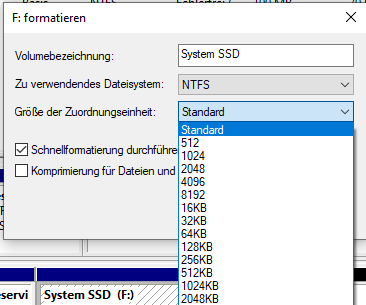 F: formatieren
Volumebezeichnung:
System SSD
Zu verwendendes Dateisystem:
NTFS
Größe der Zuordnungseinheit:
Standard
Standard
512
1024
2048
4096
8192
16KB
32KB
64KB
128KB
256KB
512KB
1024KB
2048KB
Schnellformatierung durchführe
Komprimierung für Dateien und
System SSD (F:)